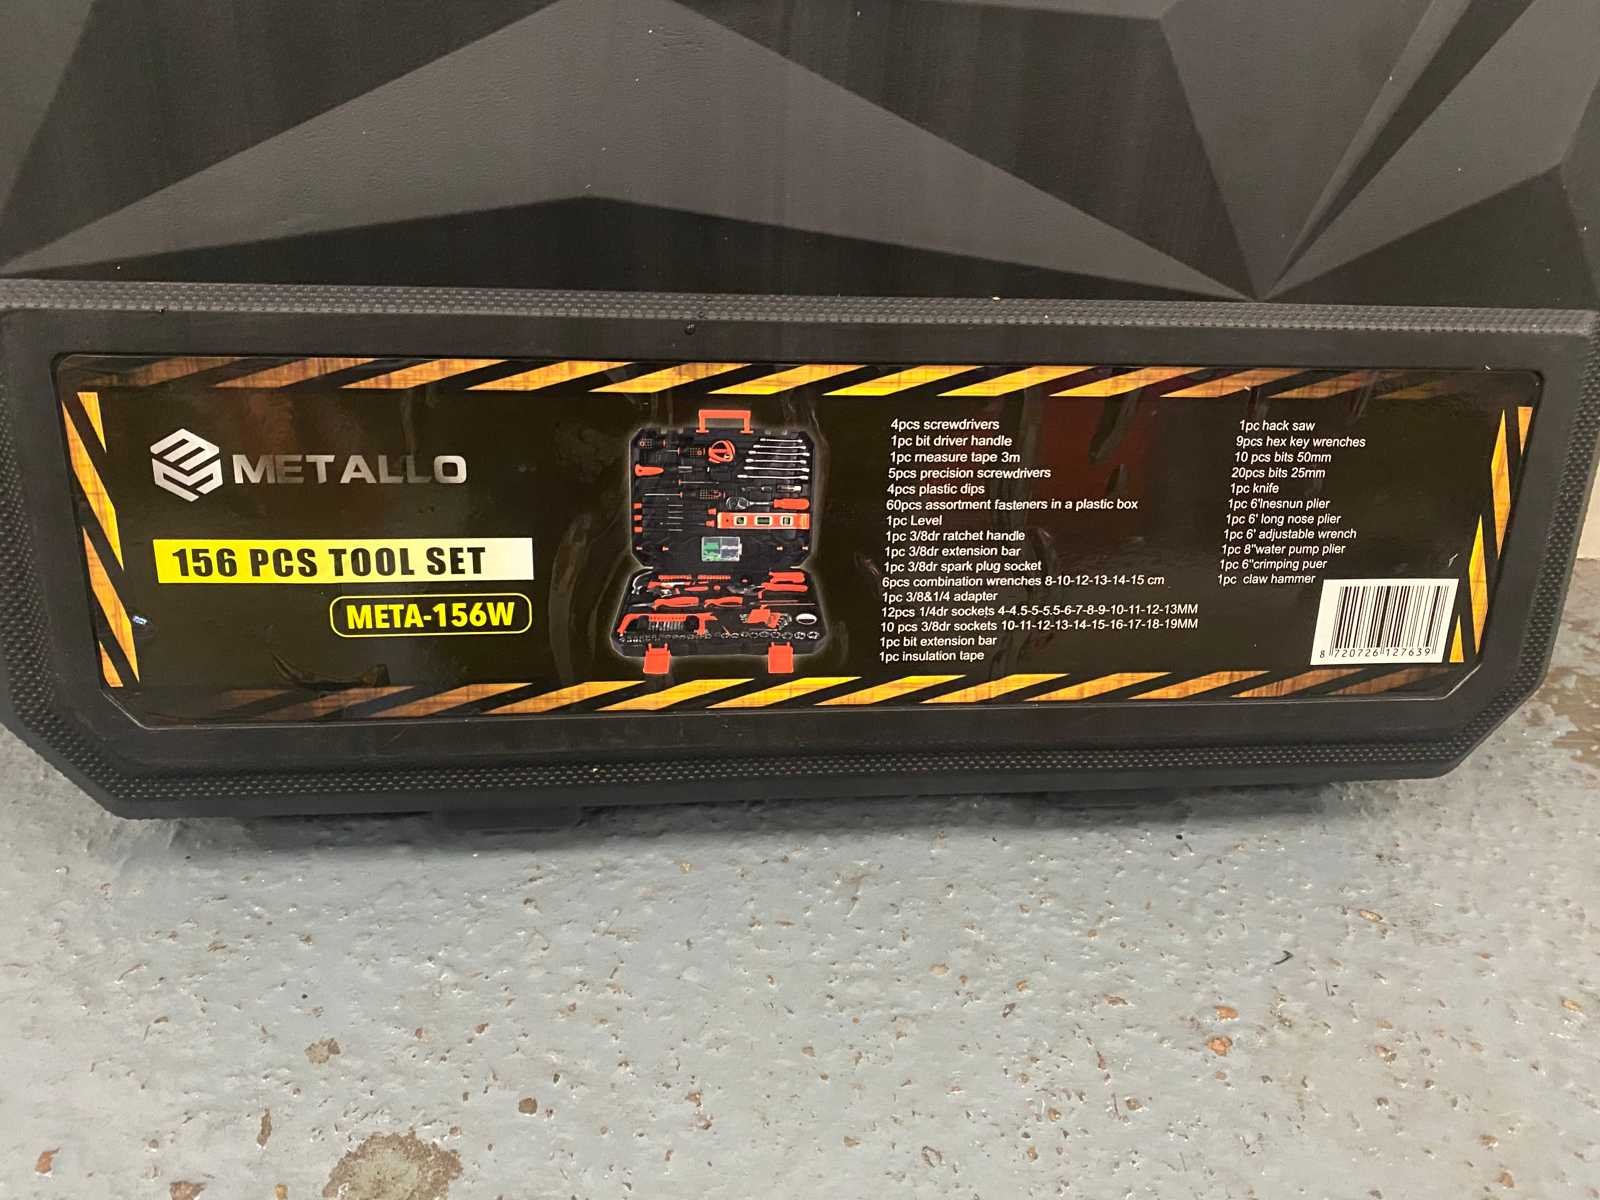 METALLO
156 PCS TOOL SET
META-156W
4pcs screwdrivers
1pc bit driver handle
1pc rneasure tape 3m
5pcs precision screwdrivers
4pcs plastic dips
60pcs assortment fasteners in a plastic box
1pc Level
1pc 3/8dr ratchet handle
1pc 3/8dr extension bar
1pc 3/8dr spark plug socket
6pcs combination wrenches 8-10-12-13-14-15 cm
1pc 3/8&1/4 adapter
12pcs 1/4dr sockets 4-4.5-5-5.5-6-7-8-9-10-11-12-13MM
10 pcs 3/8dr sockets 10-11-12-13-14-15-16-17-18-19MM
1pc bit extension bar
1pc insulation tape
1pc hack saw
9pcs hex key wrenches
10 pcs bits 50mm
20pcs bits 25mm
1pc knife
1pc 6'lnesnun plier
1pc 6' long nose plier
1pc 6' adjustable wrench
1pc 8"water pump plier
1pc 6"crimping puer
1pc claw hammer
8 720726 127639